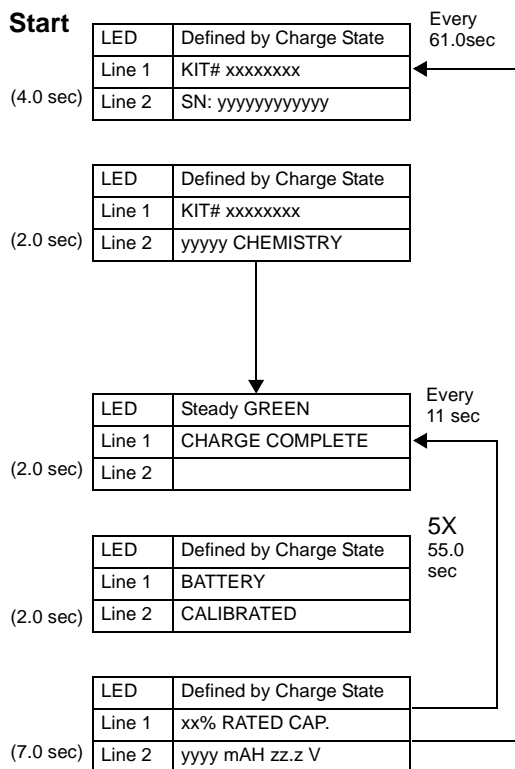 Start
Every
61.0sec
LED Defined by Charge State
Line 1 KIT# xxxxxxxx
(4.0 sec) Line 2 SN: yyyyyyyyyyyy
LED Defined by Charge State
Line 1 KIT# xxxxxxxx
(2.0 sec) Line 2 yyyyy CHEMISTRY
Every
11 sec
LED Steady GREEN
Line 1 CHARGE COMPLETE
(2.0 sec) Line 2
5X
55.0
sec
LED Defined by Charge State
Line 1 BATTERY
(2.0 sec) Line 2 CALIBRATED
LED Defined by Charge State
Line 1 xx% RATED CAP.
(7.0 sec) Line 2 yyyy mAH zz.z V